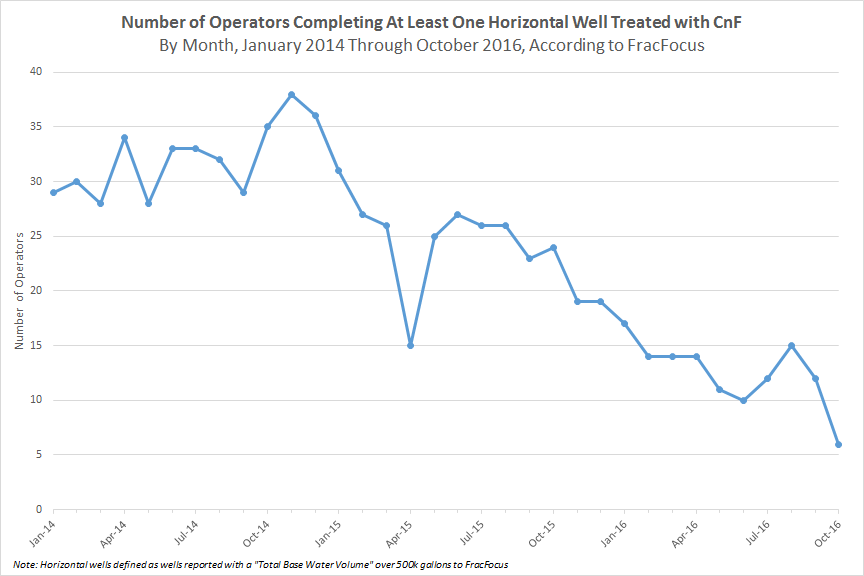 Number of Operators Completing At Least One Horizontal Well Treated with CnF
By Month, January 2014 Through October 2016, According to FracFocus
40
35
30
25
20
15
10
5
0
Number of Operators
Jan-14
Apr-14
Jul-14
Oct-14
Jan-15
Apr-15
Jul-15
Oct-15
Jan-16
Apr-16
Jul-16
Oct-16
Note: Horizontal wells defined as wells reported with a "Total Base Water Volume" over 500k gallons to FracFocus